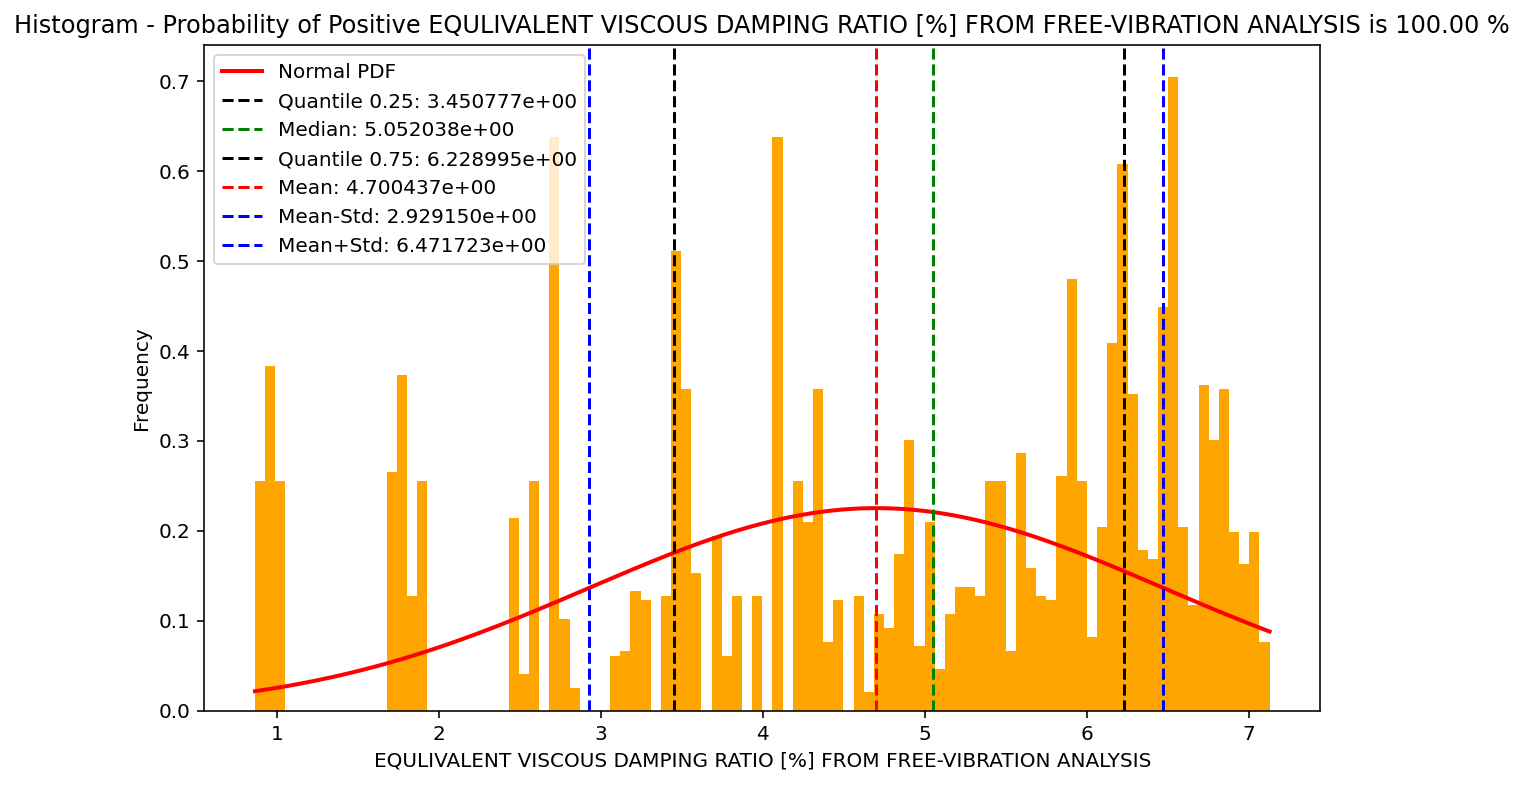 Histogram - Probability of Positive EQULIVALENT VISCOUS DAMPING RATIO [%] FROM FREE-VIBRATION ANALYSIS is 100.00 %
Normal PDF
Quantile 0.25: 3.450777e+00
Median: 5.052038e+00
Quantile 0.75: 6.228995e+00
Mean: 4.700437e+00
Mean-Std: 2.929150e+00
Mean+Std: 6.471723e+00
Frequency
0.7
0.6
0.5
0.4
0.3
0.2
0.1
0.0
1 2 3 4 5 6 7
EQULIVALENT VISCOUS DAMPING RATIO [%] FROM FREE-VIBRATION ANALYSIS